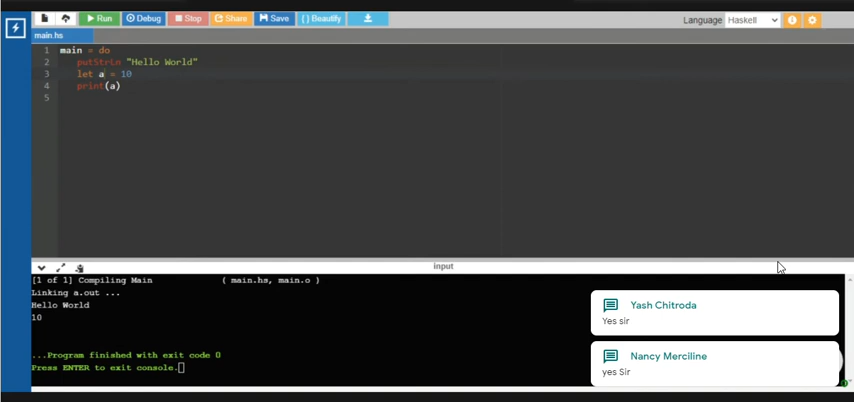 Run Debug Stop Share Save { } Beautify
Language Haskell
main.hs
1 main = do
2 putStrLn "Hello World"
3 let a = 10
4 print(a)
5
input
[1 of 1] Compiling Main ( main.hs, main.o )
Linking a.out ...
Hello World
10
...Program finished with exit code 0
Press ENTER to exit console.
Yash Chitroda
Yes sir
Nancy Merciline
yes Sir